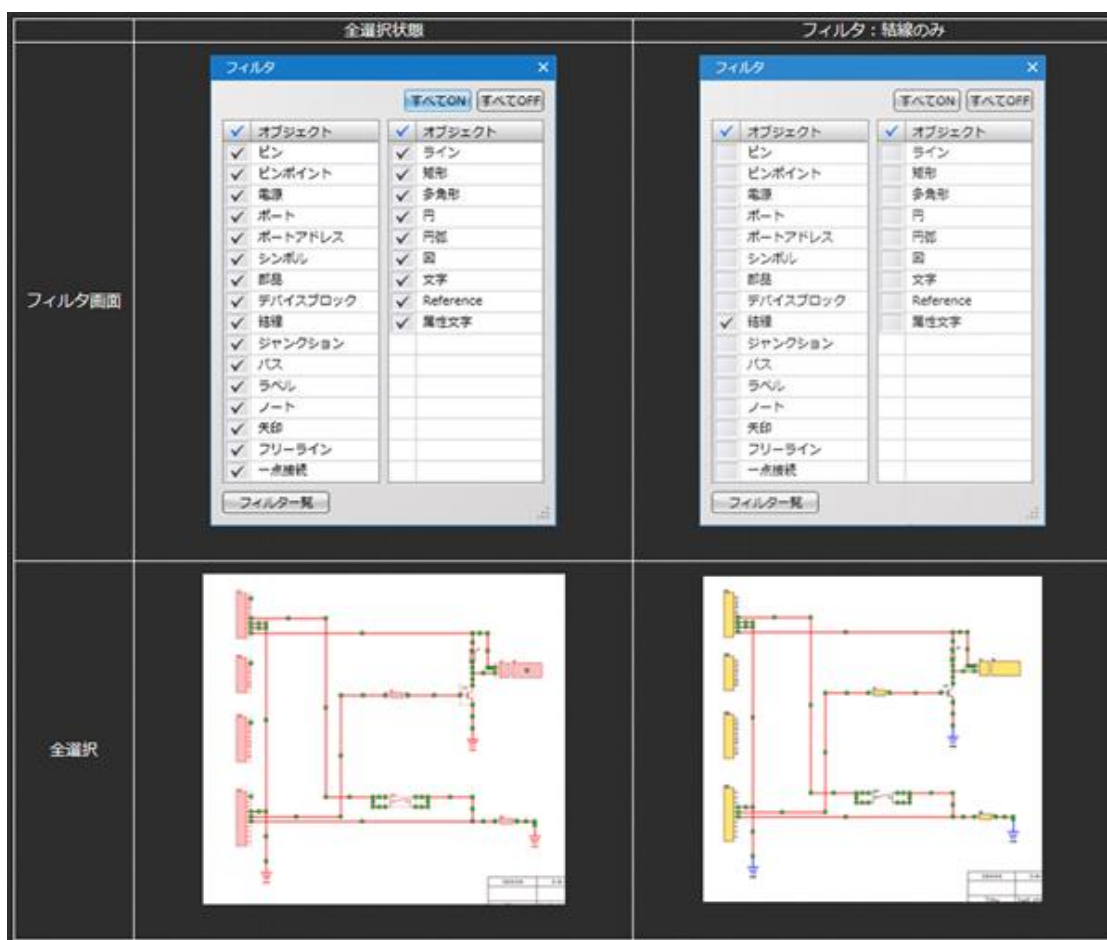 全選択状態
フィルタ：結線のみ
フィルタ画面
フィルタ
すべてON すべてOFF
オブジェクト オブジェクト
ピン ライン
ピンポイント 矩形
電源 多角形
ポート 円
ポートアドレス 円弧
シンボル 図
部品 文字
デバイスブロック Reference
結線 属性文字
ジャンクション
バス
ラベル
ノート
矢印
フリーライン
一点接続
フィルター覧
フィルタ
すべてON すべてOFF
オブジェクト オブジェクト
ピン ライン
ピンポイント 矩形
電源 多角形
ポート 円
ポートアドレス 円弧
シンボル 図
部品 文字
デバイスブロック Reference
結線 属性文字
ジャンクション
バス
ラベル
ノート
矢印
フリーライン
一点接続
フィルター覧
全選択